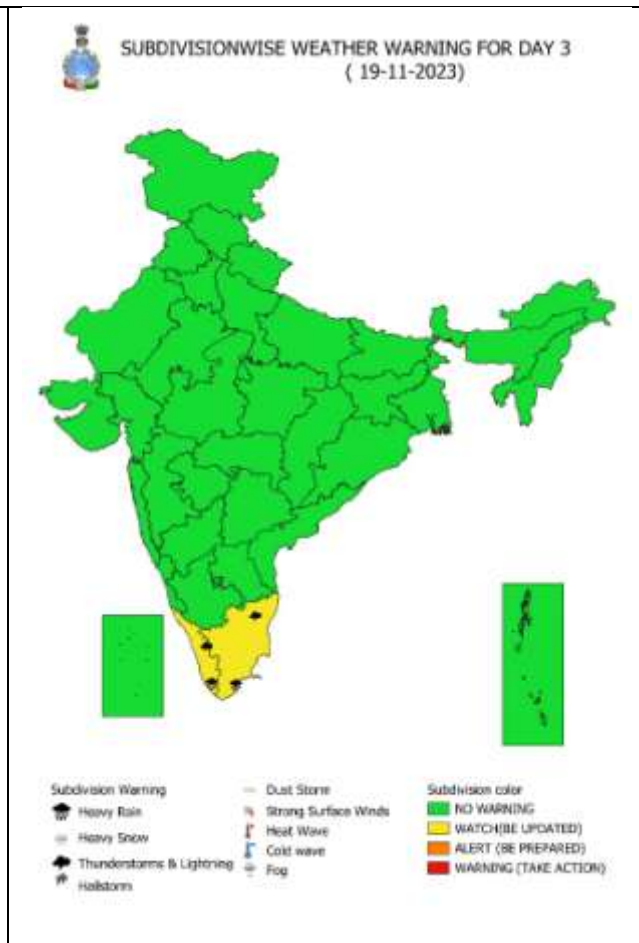 SUBDIVISIONWISE WEATHER WARNING FOR DAY 3
( 19-11-2023)
Subdivision Warning
Heavy Rain
Heavy Snow
Thunderstorms & Lightning
Hailstorm
Dust Storm
Strong Surface Winds
Heat Wave
Cold wave
Fog
Subdivision color
NO WARNING
WATCH(BE UPDATED)
ALERT (BE PREPARED)
WARNING (TAKE ACTION)